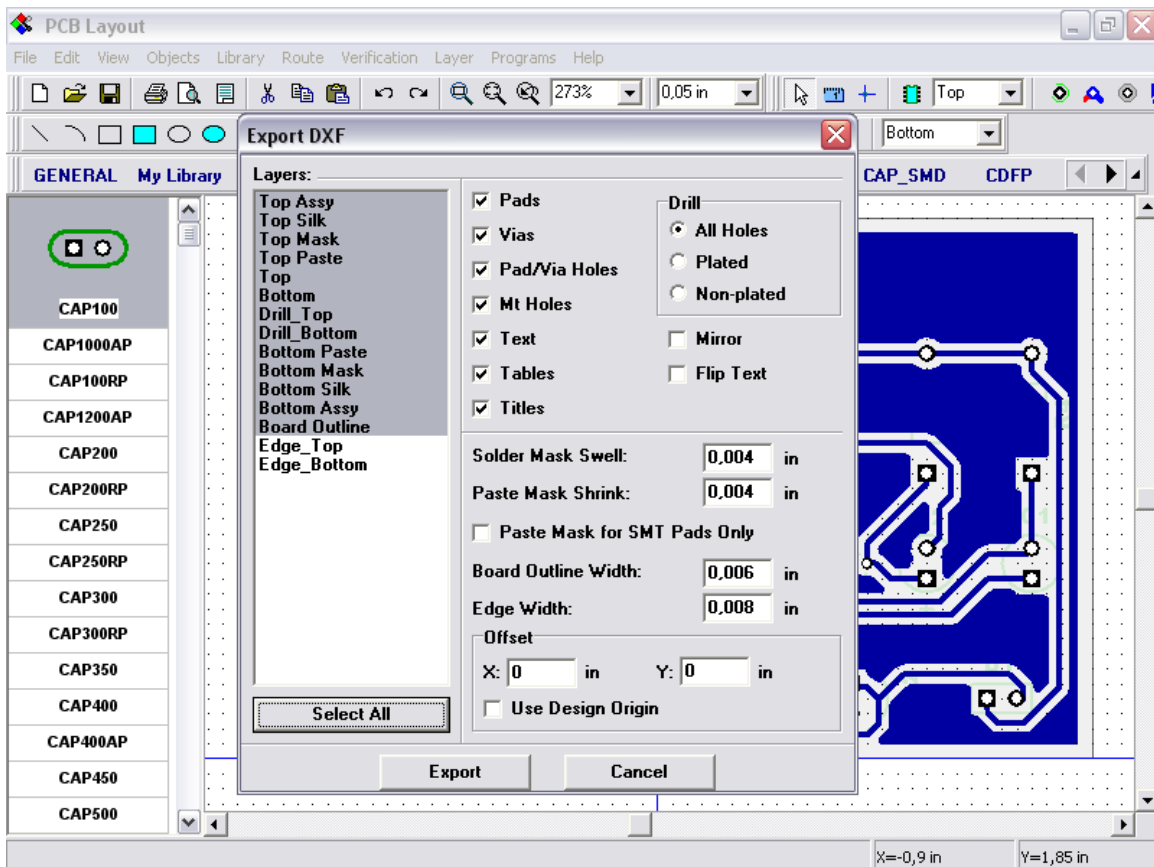 PCB Layout
File Edit View Objects Library Route Verification Layer Programs Help
273% 0,05 in Top
Export DXF
Bottom
GENERAL My Library CAP_SMD CDFP
Layers:
Top Assy
Top Silk
Top Mask
Top Paste
Top
Bottom
Drill_Top
Drill_Bottom
Bottom Paste
Bottom Mask
Bottom Silk
Bottom Assy
Board Outline
Edge_Top
Edge_Bottom
Select All
Pads
Vias
Pad/Via Holes
Mt Holes
Text
Tables
Titles
Drill
All Holes
Plated
Non-plated
Mirror
Flip Text
Solder Mask Swell: 0,004 in
Paste Mask Shrink: 0,004 in
Paste Mask for SMT Pads Only
Board Outline Width: 0,006 in
Edge Width: 0,008 in
Offset
X: 0 in Y: 0 in
Use Design Origin
Export Cancel
CAP100
CAP1000AP
CAP100RP
CAP1200AP
CAP200
CAP200RP
CAP250
CAP250RP
CAP300
CAP300RP
CAP350
CAP400
CAP400AP
CAP450
CAP500
X=-0,9 in Y=1,85 in